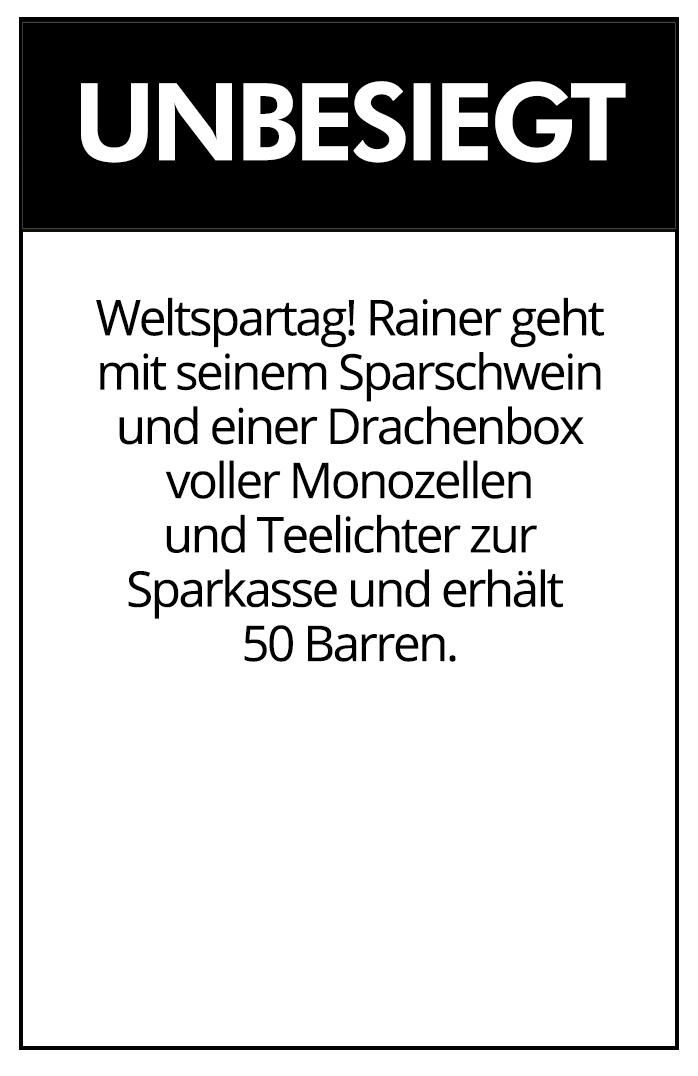 UNBESIEGT
Weltspartag! Rainer geht
mit seinem Sparschwein
und einer Drachenbox
voller Monozellen
und Teelichter zur
Sparkasse und erhält
50 Barren.